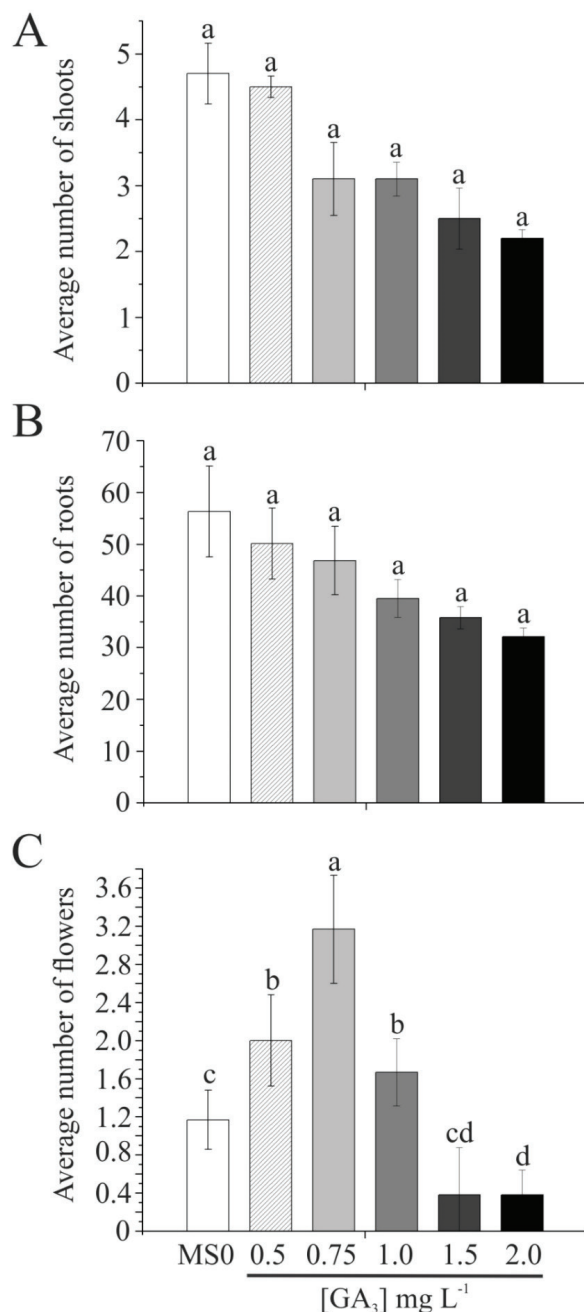 A
Average number of shoots
5
4
3
2
1
0
a
a
a
a
a
a
B
Average number of roots
70
60
50
40
30
20
10
0
a
a
a
a
a
a
C
Average number of flowers
3.6
3.2
2.8
2.4
2.0
1.6
1.2
0.8
0.4
0
c
b
a
b
cd
d
MS0 0.5 0.75 1.0 1.5 2.0
[GA₃] mg L⁻¹